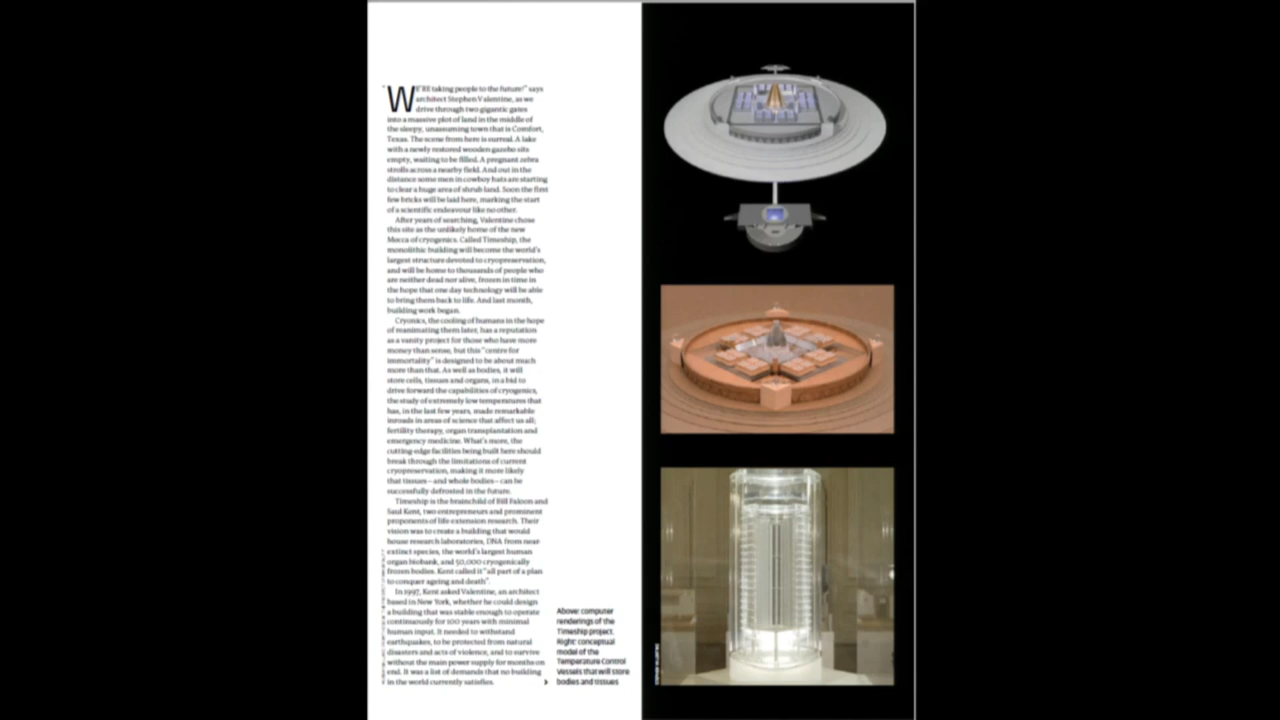 WE'RE taking people to the future!" says
architect Stephen Valentine, as we
drive through two gigantic gates
into a massive plot of land in the middle of
the sleepy, unassuming town that is Comfort,
Texas. The scene from here is surreal. A lake
with a newly restored wooden gazebo sits
empty, waiting to be filled. A pregnant zebra
strolls across a nearby field. And out in the
distance some men in cowboy hats are starting
to clear a huge area of shrub land. Soon the first
few bricks will be laid here, marking the start
of a scientific endeavour like no other.
After years of searching, Valentine chose
this site as the unlikely home of the new
Mecca of cryogenics. Called Timeship, the
monolithic building will become the world's
largest structure devoted to cryopreservation,
and will be home to thousands of people who
are neither dead nor alive, frozen in time in
the hope that one day technology will be able
to bring them back to life. And last month,
building work began.
Cryonics, the cooling of humans in the hope
of reanimating them later, has a reputation
as a vanity project for those who have more
money than sense, but this "centre for
immortality" is designed to be about much
more than that. As well as bodies, it will
store cells, tissues and organs, in a bid to
drive forward the capabilities of cryogenics,
the study of extremely low temperatures that
has, in the last few years, made remarkable
inroads in areas of science that affect us all;
fertility therapy, organ transplantation and
emergency medicine. What's more, the
cutting-edge facilities being built here should
break through the limitations of current
cryopreservation, making it more likely
that tissues – and whole bodies – can be
successfully defrosted in the future.
Timeship is the brainchild of Bill Faloon and
Saul Kent, two entrepreneurs and prominent
proponents of life extension research. Their
vision was to create a building that would
house research laboratories, DNA from near
extinct species, the world's largest human
organ biobank, and 50,000 cryogenically
frozen bodies. Kent called it "all part of a plan
to conquer ageing and death".
In 1997, Kent asked Valentine, an architect
based in New York, whether he could design
a building that was stable enough to operate
continuously for 100 years with minimal
human input. It needed to withstand
earthquakes, to be protected from natural
disasters and acts of violence, and to survive
without the main power supply for months on
end. It was a list of demands that no building
in the world currently satisfies.
Above: computer
renderings of the
Timeship project.
Right: conceptual
model of the
Temperature Control
Vessels that will store
bodies and tissues